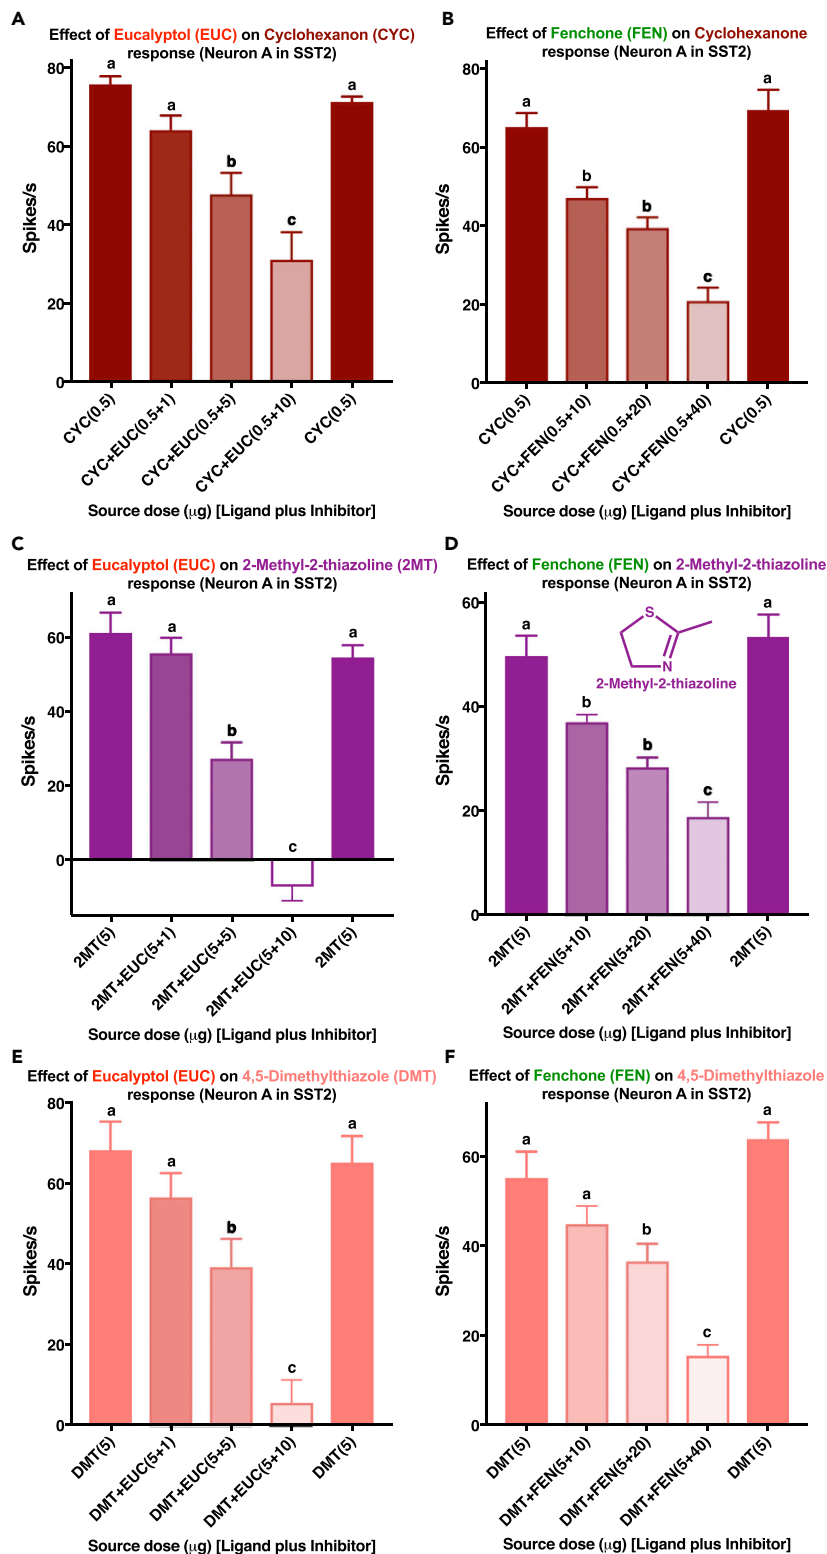 A
Effect of Eucalyptol (EUC) on Cyclohexanon (CYC)
response (Neuron A in SST2)
Spikes/s
80
60
40
20
0
a
a
b
c
a
CYC(0.5)
CYC+EUC(0.5+1)
CYC+EUC(0.5+5)
CYC+EUC(0.5+10)
CYC(0.5)
Source dose (μg) [Ligand plus Inhibitor]
B
Effect of Fenchone (FEN) on Cyclohexanone
response (Neuron A in SST2)
Spikes/s
80
60
40
20
0
a
b
b
c
a
CYC(0.5)
CYC+FEN(0.5+10)
CYC+FEN(0.5+20)
CYC+FEN(0.5+40)
CYC(0.5)
Source dose (μg) [Ligand plus Inhibitor]
C
Effect of Eucalyptol (EUC) on 2-Methyl-2-thiazoline (2MT)
response (Neuron A in SST2)
Spikes/s
60
40
20
0
a
a
b
c
a
2MT(5)
2MT+EUC(5+1)
2MT+EUC(5+5)
2MT+EUC(5+10)
2MT(5)
Source dose (μg) [Ligand plus Inhibitor]
D
Effect of Fenchone (FEN) on 2-Methyl-2-thiazoline
response (Neuron A in SST2)
Spikes/s
60
40
20
0
a
b
b
c
a
S
N
2-Methyl-2-thiazoline
2MT(5)
2MT+FEN(5+10)
2MT+FEN(5+20)
2MT+FEN(5+40)
2MT(5)
Source dose (μg) [Ligand plus Inhibitor]
E
Effect of Eucalyptol (EUC) on 4,5-Dimethylthiazole (DMT)
response (Neuron A in SST2)
Spikes/s
80
60
40
20
0
a
a
b
c
a
DMT(5)
DMT+EUC(5+1)
DMT+EUC(5+5)
DMT+EUC(5+10)
DMT(5)
Source dose (μg) [Ligand plus Inhibitor]
F
Effect of Fenchone (FEN) on 4,5-Dimethylthiazole
response (Neuron A in SST2)
Spikes/s
60
40
20
0
a
a
b
c
a
DMT(5)
DMT+FEN(5+10)
DMT+FEN(5+20)
DMT+FEN(5+40)
DMT(5)
Source dose (μg) [Ligand plus Inhibitor]